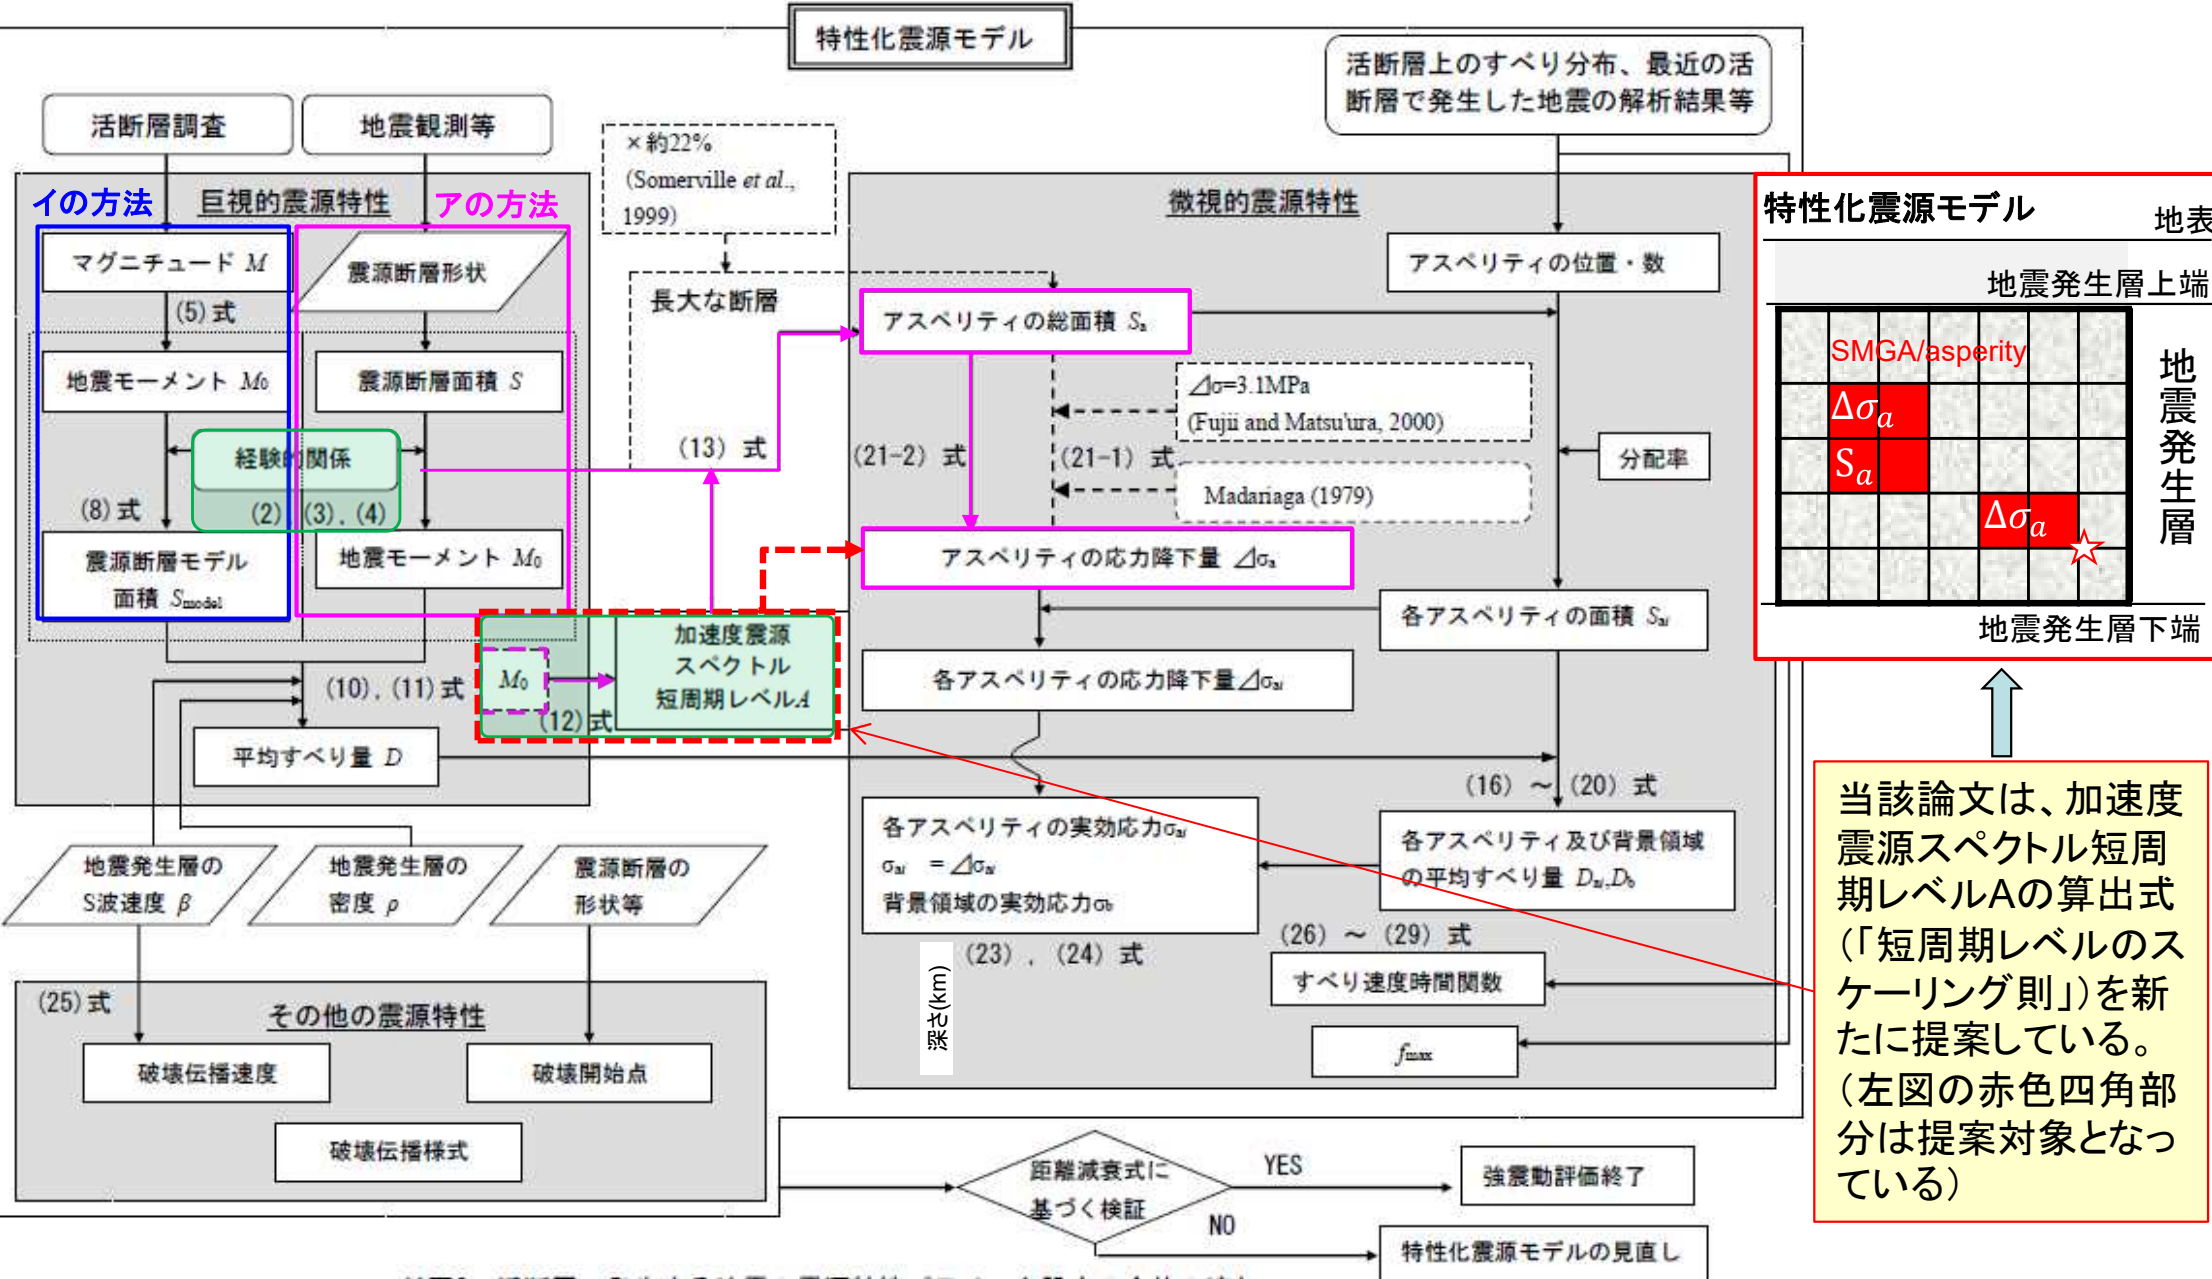 特性化震源モデル
活断層上のすべり分布、最近の活
断層で発生した地震の解析結果等
活断層調査
地震観測等
×約22%
(Somerville et al.,
1999)
イの方法
巨視的震源特性
アの方法
マグニチュード M
震源断層形状
(5)式
地震モーメント M0
震源断層面積 S
経験的関係
(8)式
(2),(3),(4)
震源断層モデル
面積 Smodel
地震モーメント M0
長大な断層
(13) 式
微視的震源特性
アスペリティの位置・数
アスペリティの総面積 Sa
⊿σ=3.1MPa
(Fujii and Matsu'ura, 2000)
(21-2) 式
(21-1) 式
Madariaga (1979)
分配率
アスペリティの応力降下量 ⊿σa
各アスペリティの面積 Sai
各アスペリティの応力降下量⊿σai
M0
加速度震源
スペクトル
短周期レベルA
(12)式
(10),(11)式
平均すべり量 D
(16) ~ (20) 式
各アスペリティの実効応力σai
σai =⊿σai
背景領域の実効応力σb
(23), (24) 式
各アスペリティ及び背景領域
の平均すべり量 Dai,Db
(26) ~ (29) 式
すべり速度時間関数
fmax
深さ(km)
地震発生層の
S波速度 β
地震発生層の
密度 ρ
震源断層の
形状等
(25)式
その他の震源特性
破壊伝播速度
破壊開始点
破壊伝播様式
距離減衰式に
基づく検証
YES
NO
強震動評価終了
特性化震源モデルの見直し
特性化震源モデル
地表
地震発生層上端
SMGA/asperity
Δσa
Sa
Δσa
地震発生層
地震発生層下端
当該論文は、加速度
震源スペクトル短周
期レベルAの算出式
(「短周期レベルのス
ケーリング則」)を新
たに提案している。
(左図の赤色四角部
分は提案対象となっ
ている)